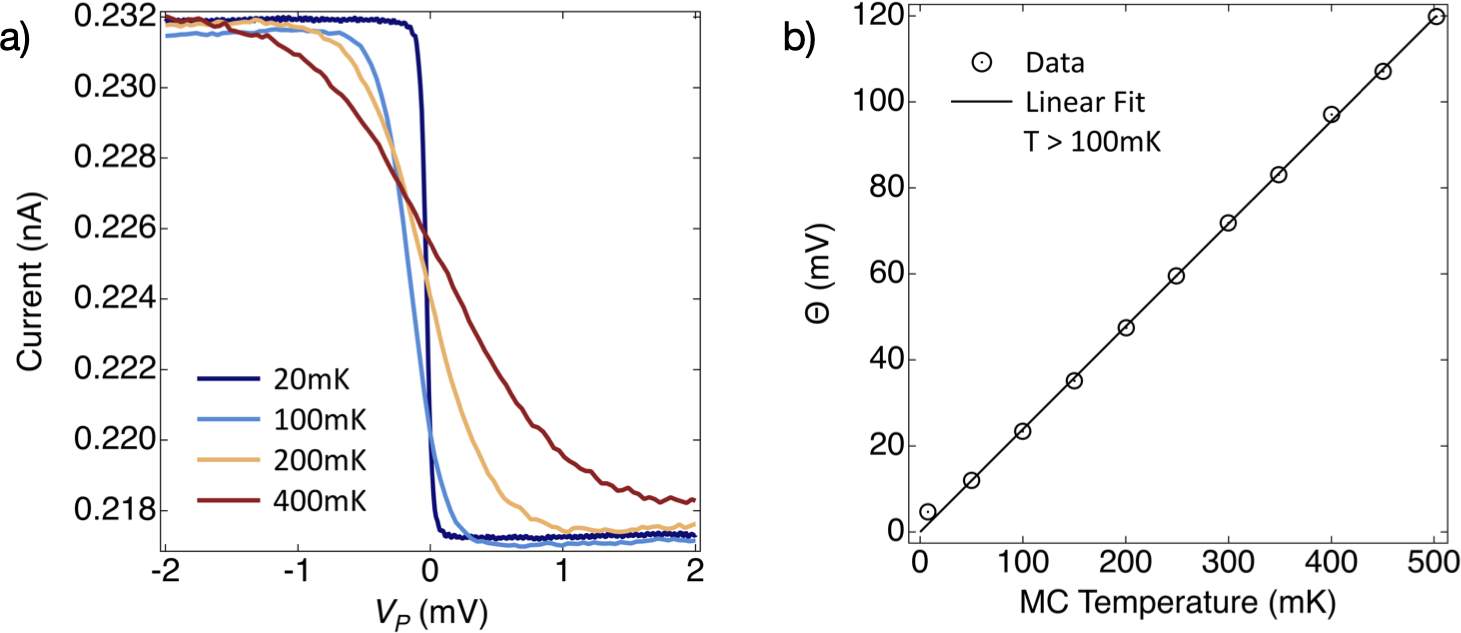 a)
0.232
0.230
0.228
0.226
0.224
0.222
0.220
0.218
Current (nA)
20mK
100mK
200mK
400mK
-2 -1 0 1 2
V_P (mV)
b)
120
100
80
60
40
20
0
Θ (mV)
Data
Linear Fit
T > 100mK
0 100 200 300 400 500
MC Temperature (mK)